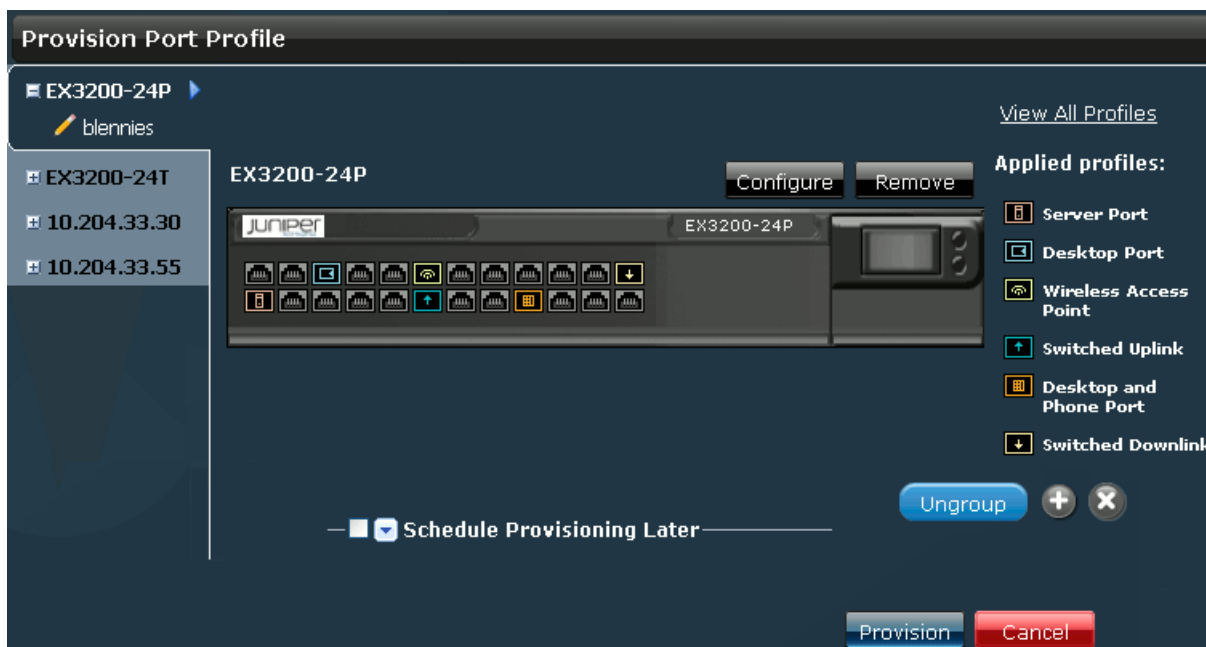 Provision Port Profile
EX3200-24P
blennies
EX3200-24T
10.204.33.30
10.204.33.55
EX3200-24P
Configure
Remove
JUNIPER
EX3200-24P
View All Profiles
Applied profiles:
Server Port
Desktop Port
Wireless Access
Point
Switched Uplink
Desktop and
Phone Port
Switched Downlink
Ungroup
Schedule Provisioning Later
Provision
Cancel